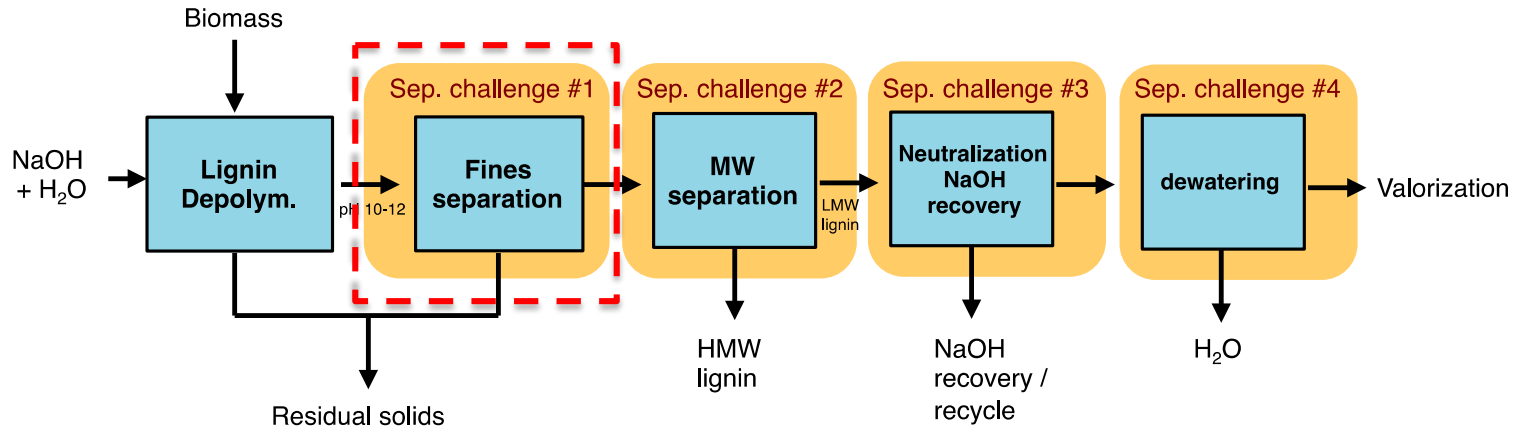 Biomass
Sep. challenge #1
Sep. challenge #2
Sep. challenge #3
Sep. challenge #4
NaOH
+ H₂O
Lignin
Depolym.
pH 10-12
Fines
separation
MW
separation
LMW
lignin
Neutralization
NaOH
recovery
dewatering
Valorization
HMW
lignin
NaOH
recovery /
recycle
H₂O
Residual solids